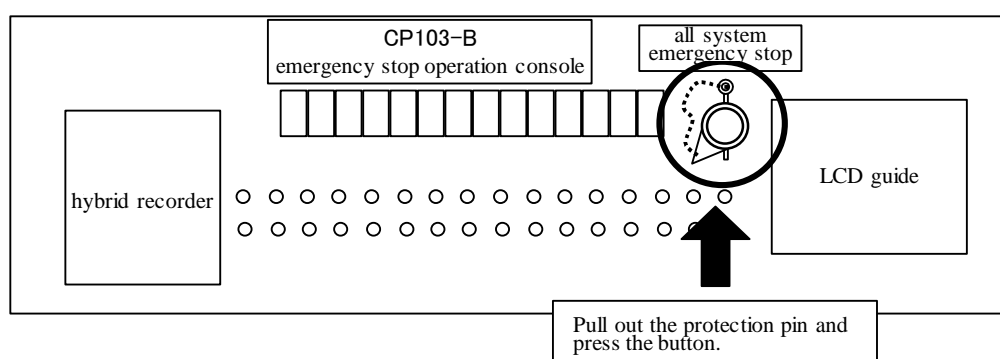 CP103-B
emergency stop operation console
all system
emergency stop
hybrid recorder
LCD guide
Pull out the protection pin and
press the button.